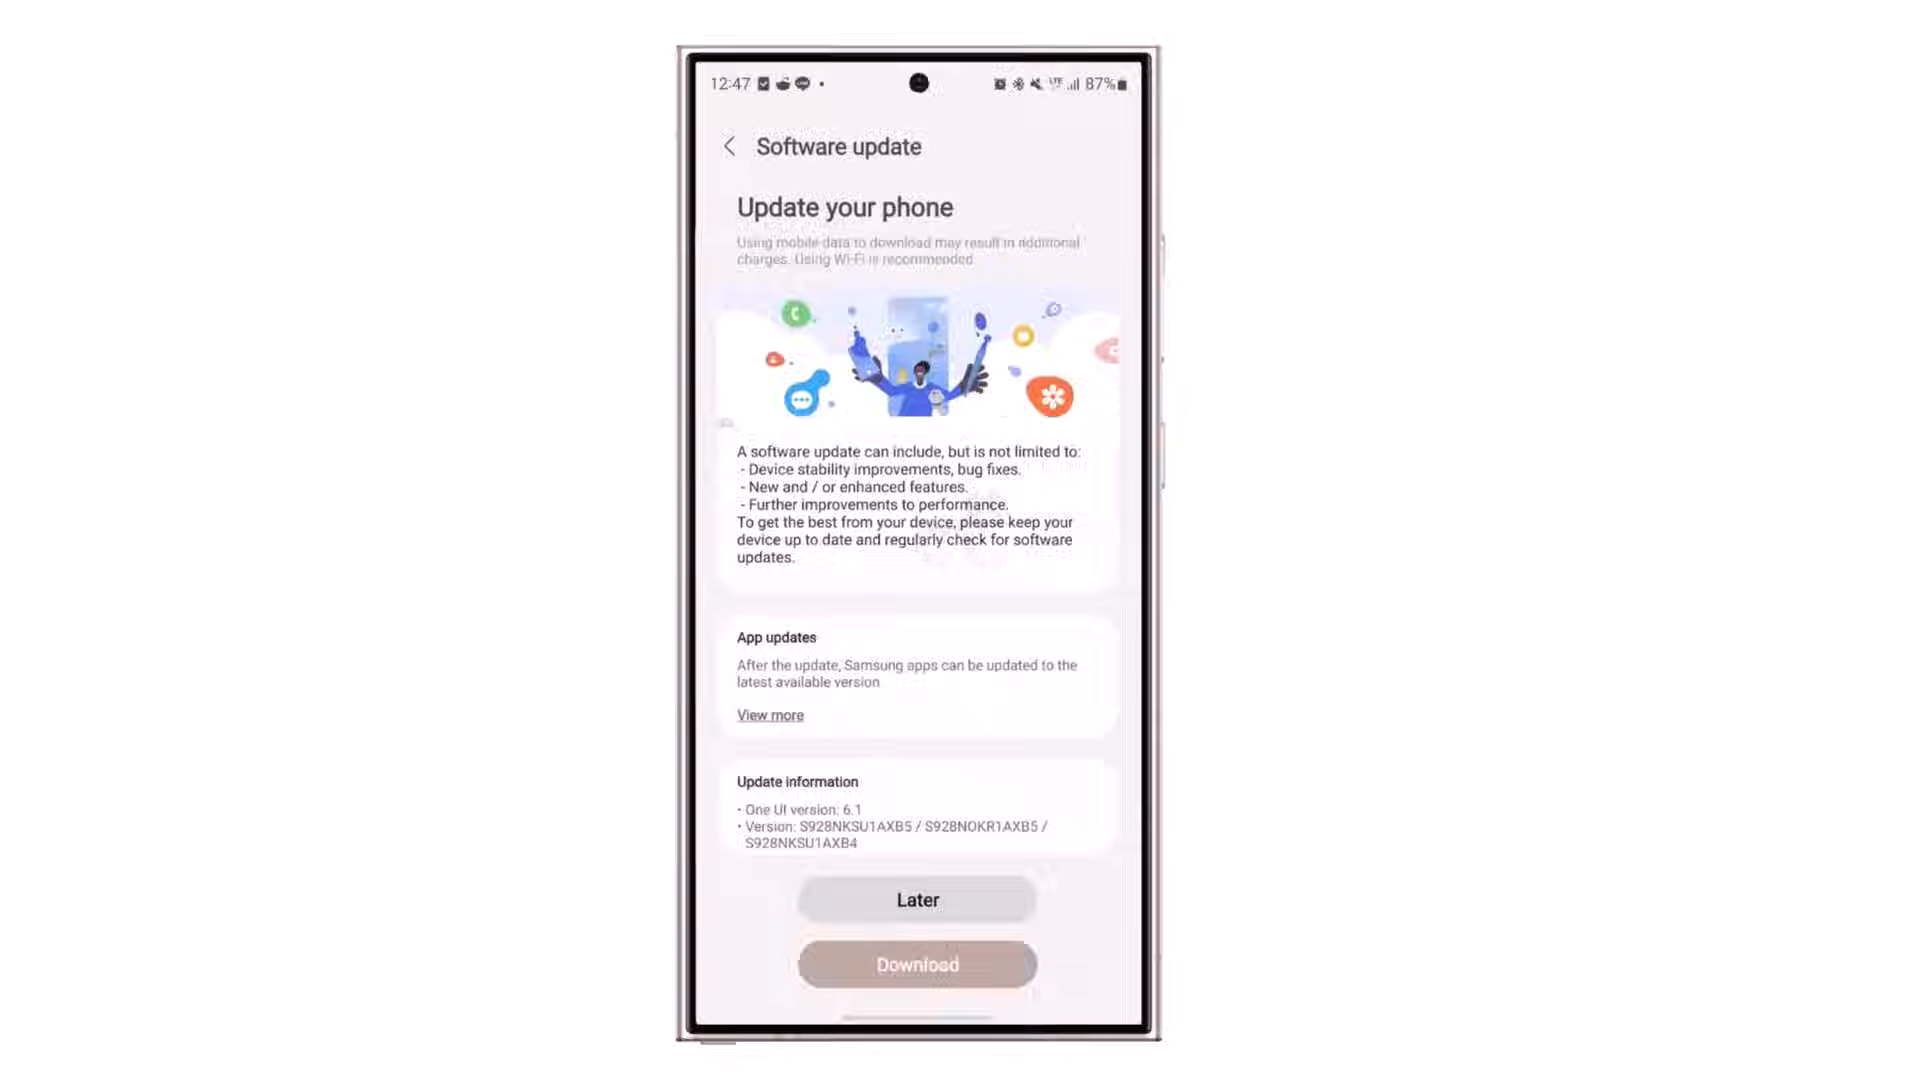 12:47
LTE 87%
Software update
Update your phone
Using mobile data to download may result in additional
charges. Using Wi-Fi is recommended.
A software update can include, but is not limited to:
- Device stability improvements, bug fixes.
- New and / or enhanced features.
- Further improvements to performance.
To get the best from your device, please keep your
device up to date and regularly check for software
updates.
App updates
After the update, Samsung apps can be updated to the
latest available version
View more
Update information
• One UI version: 6.1
• Version: S928NKSU1AXB5 / S928NOKR1AXB5 /
S928NKSU1AXB4
Later
Download